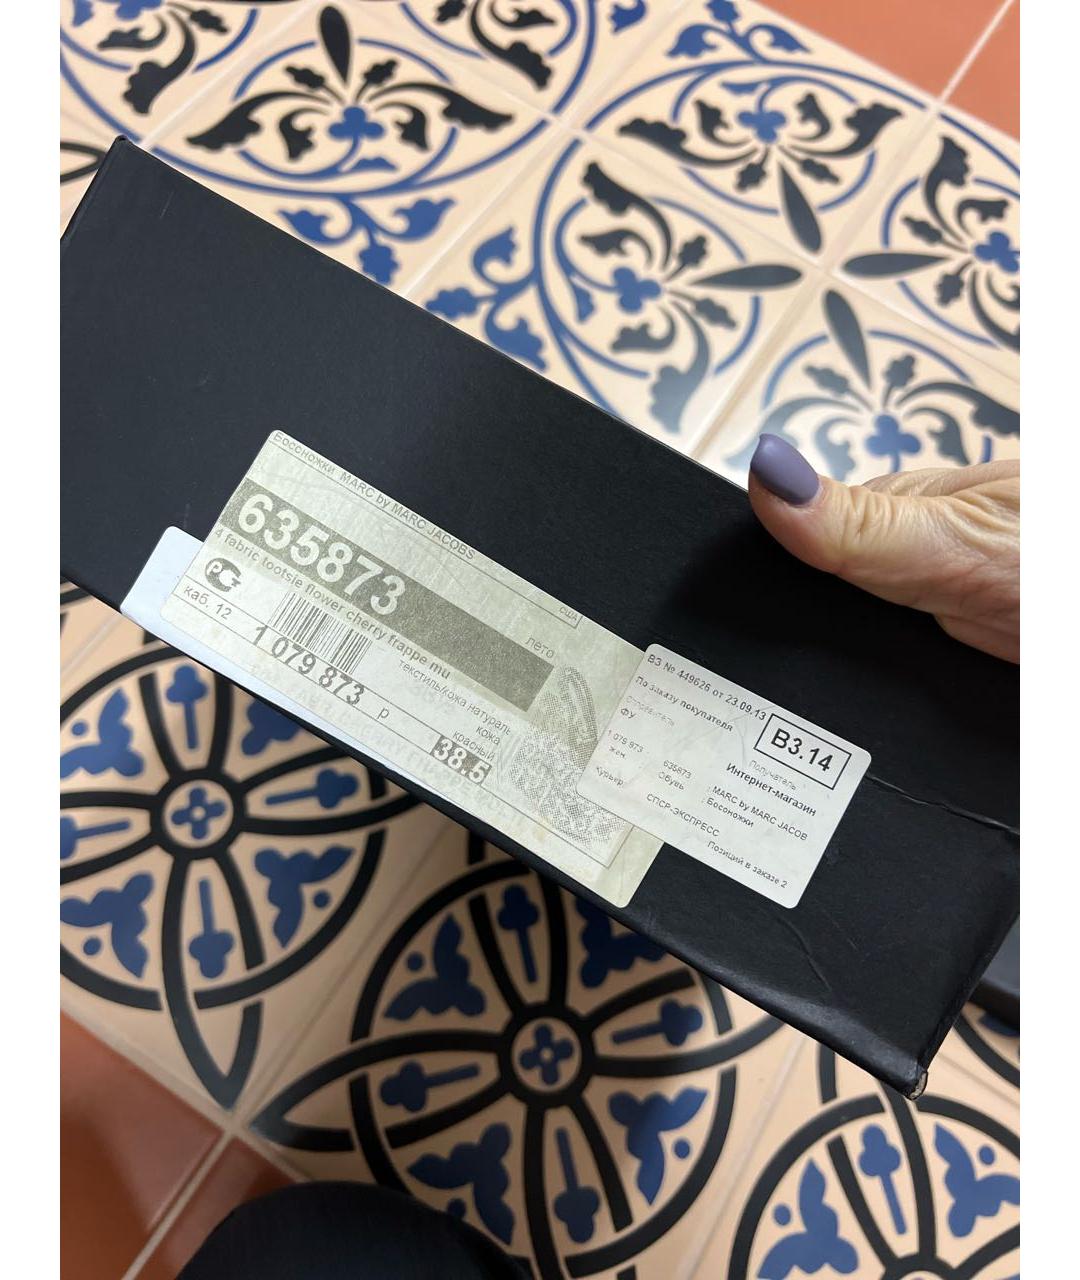 Босоножки MARC by MARC JACOBS
635873
США
4 fabric tootsie flower cherry frappe mu
лето
каб. 12
1 079 873 р
текстиль/кожа натураль
кожа
красный
38.5
ВЗ № 449626 от 23.09.13
По заказу покупателя
В3.14
ФУ
Получатель
Интернет-магазин
1 079 873 635873 : MARC by MARC JACOB
Жен Обувь : Босоножки
Курьер СПСР-ЭКСПРЕСС
Позиций в заказе 2